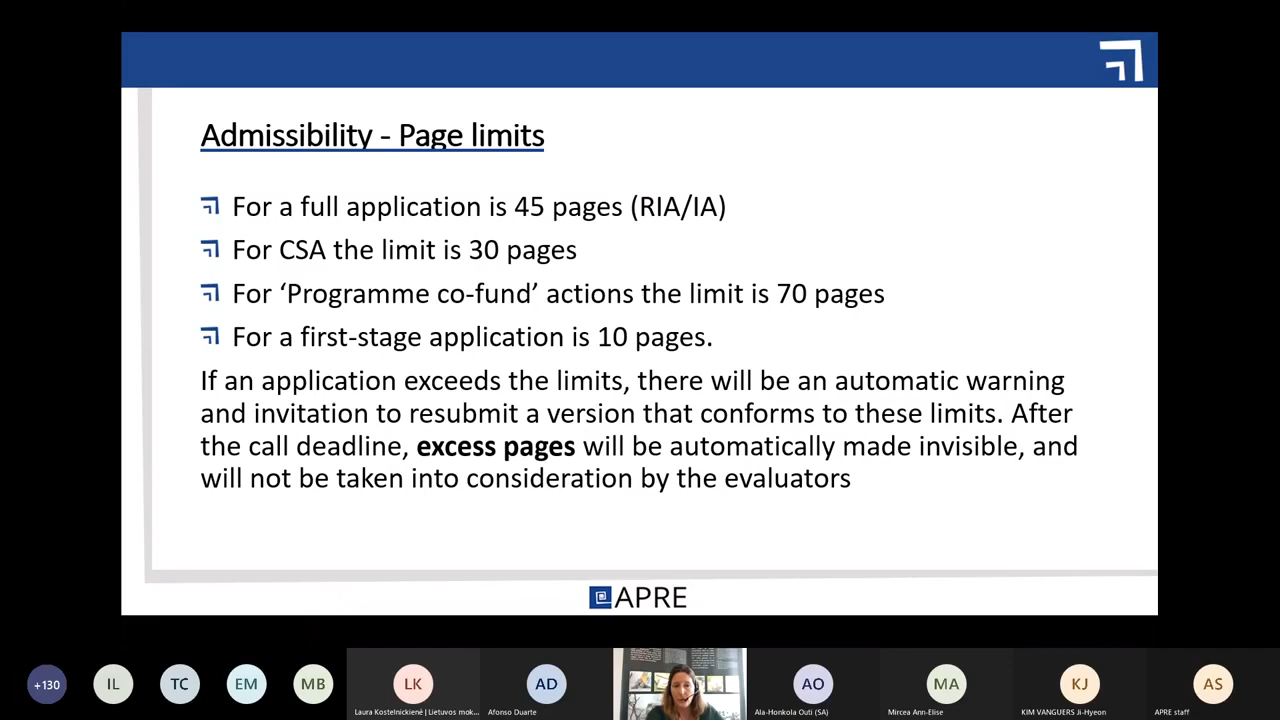 Admissibility - Page limits
For a full application is 45 pages (RIA/IA)
For CSA the limit is 30 pages
For ‘Programme co-fund’ actions the limit is 70 pages
For a first-stage application is 10 pages.
If an application exceeds the limits, there will be an automatic warning
and invitation to resubmit a version that conforms to these limits. After
the call deadline, excess pages will be automatically made invisible, and
will not be taken into consideration by the evaluators
APRE
+130
IL
TC
EM
MB
LK
AD
AO
MA
KJ
AS
Laura Kostelnickienė | Lietuvos mok...
Afonso Duarte
Ala-Honkola Outi (SA)
Mircea Ann-Elise
KIM VANGUERS Ji-Hyeon
APRE staff